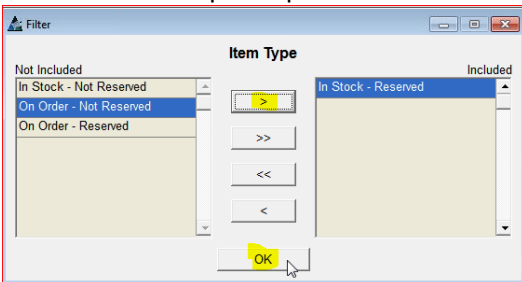 Filter
Item Type
Not Included
Included
In Stock - Not Reserved
On Order - Not Reserved
On Order - Reserved
>
>>
<<
<
In Stock - Reserved
OK